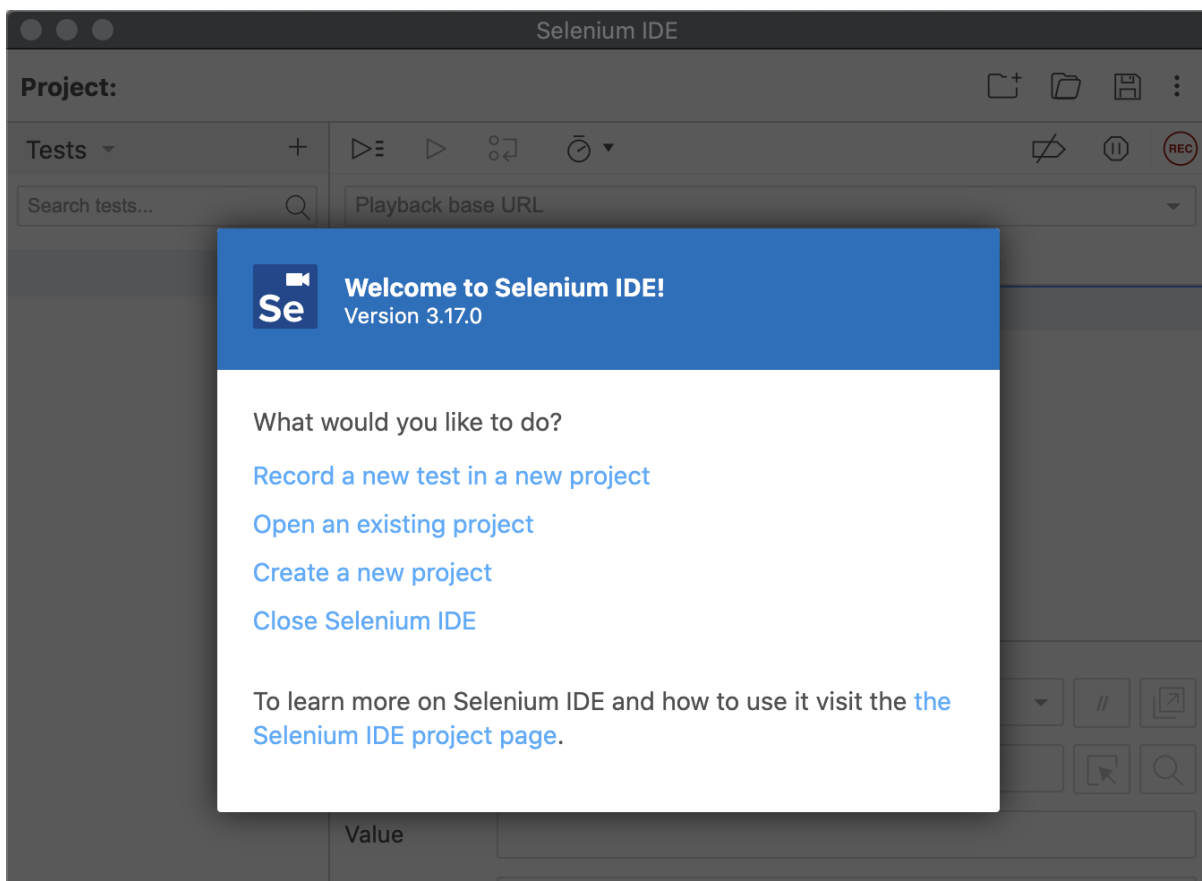 Selenium IDE
Project:
Tests
REC
Search tests...
Playback base URL
Se
Welcome to Selenium IDE!
Version 3.17.0
What would you like to do?
Record a new test in a new project
Open an existing project
Create a new project
Close Selenium IDE
To learn more on Selenium IDE and how to use it visit the the
Selenium IDE project page.
//
Value